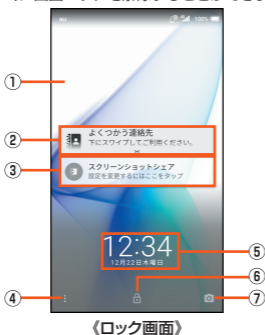 au
100%
①
②
よくつかう連絡先
下にスワイプしてご利用ください。
③
スクリーンショットシェア
設定を変更するにはここをタップ
12:34
12月22日木曜日
⑤
⑥
④
⑦
《ロック画面》